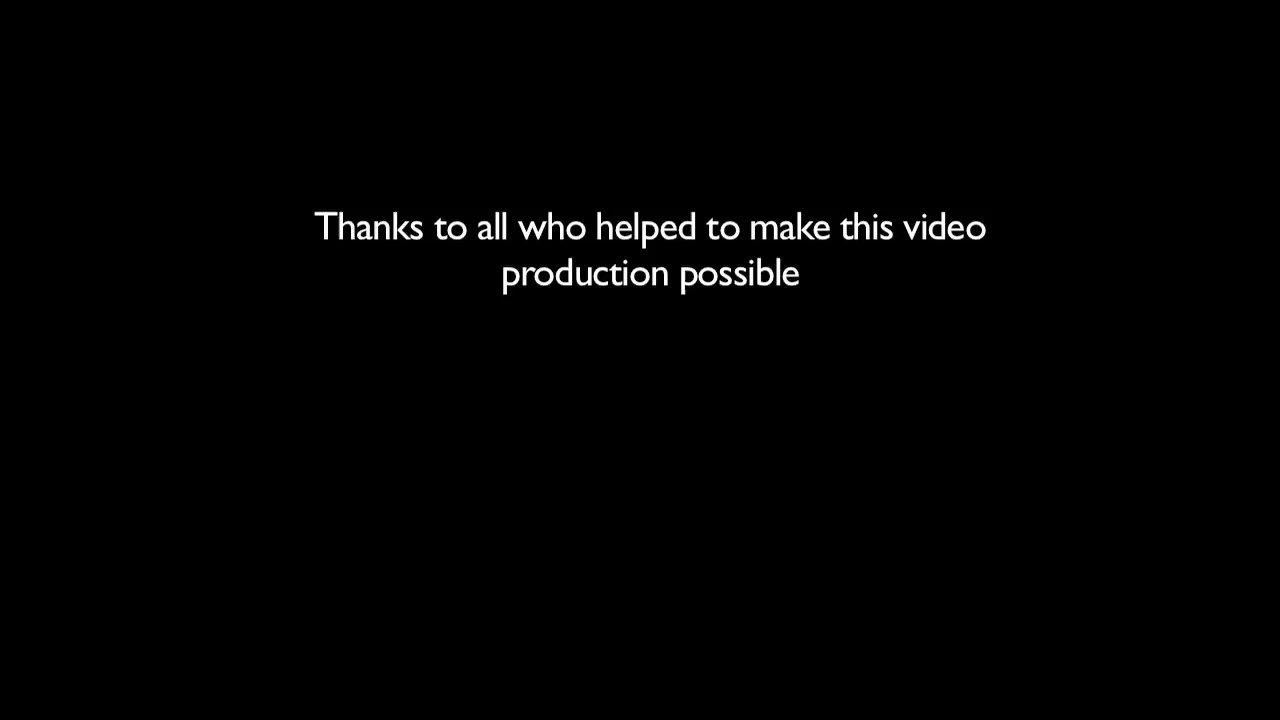 Thanks to all who helped to make this video
production possible